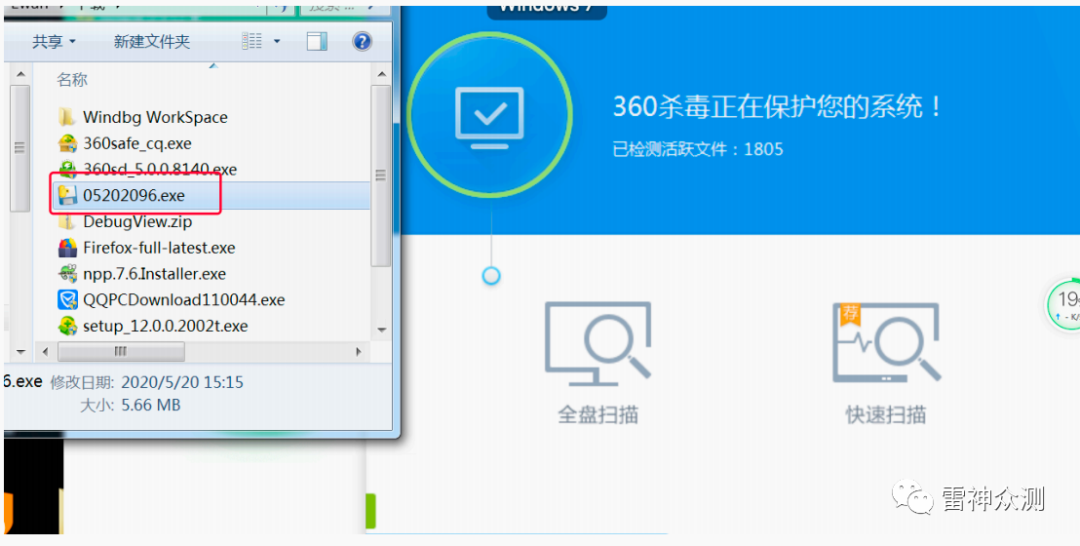 Windows 7
共享
新建文件夹
名称
Windbg WorkSpace
360safe_cq.exe
360sd_5.0.0.8140.exe
05202096.exe
DebugView.zip
Firefox-full-latest.exe
npp.7.6.Installer.exe
QQPCDownload110044.exe
setup_12.0.0.2002t.exe
6.exe 修改日期: 2020/5/20 15:15
大小: 5.66 MB
360杀毒正在保护您的系统！
已检测活跃文件：1805
荐
全盘扫描
快速扫描
19
- K/
雷神众测